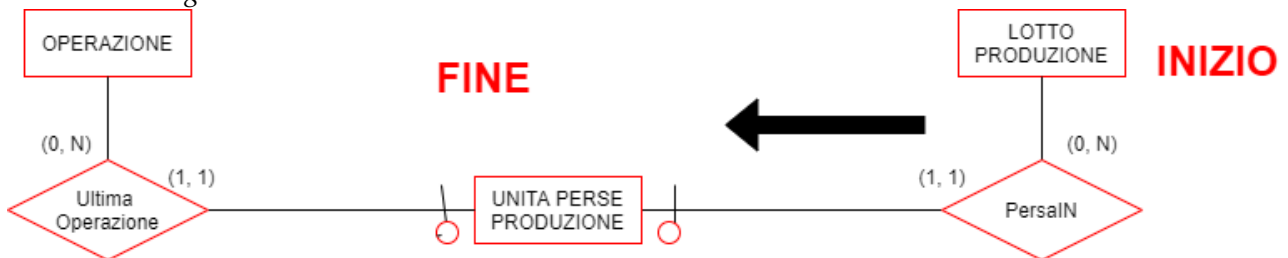 OPERAZIONE
LOTTO
PRODUZIONE
INIZIO
FINE
(0, N)
(0, N)
(1, 1)
(1, 1)
Ultima
Operazione
UNITA PERSE
PRODUZIONE
PersaIN